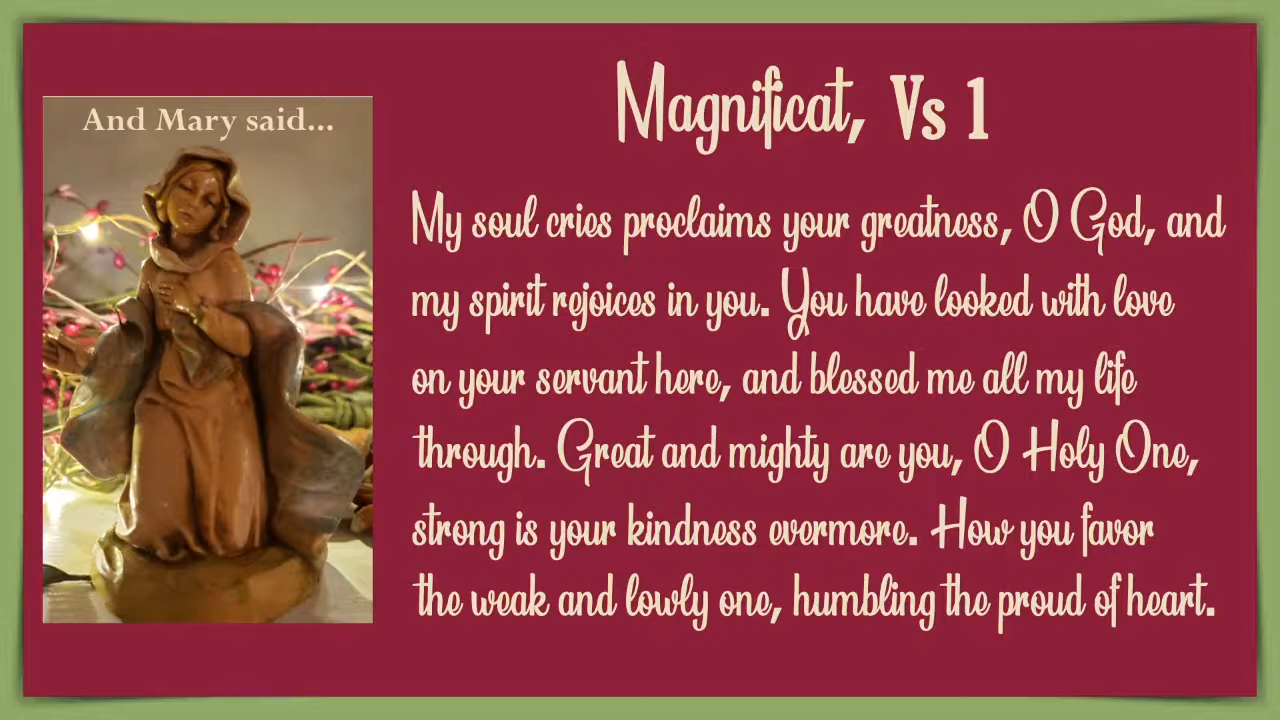 And Mary said...
Magnificat, Vs 1
My soul cries proclaims your greatness, O God, and
my spirit rejoices in you. You have looked with love
on your servant here, and blessed me all my life
through. Great and mighty are you, O Holy One,
strong is your kindness evermore. How you favor
the weak and lowly one, humbling the proud of heart.